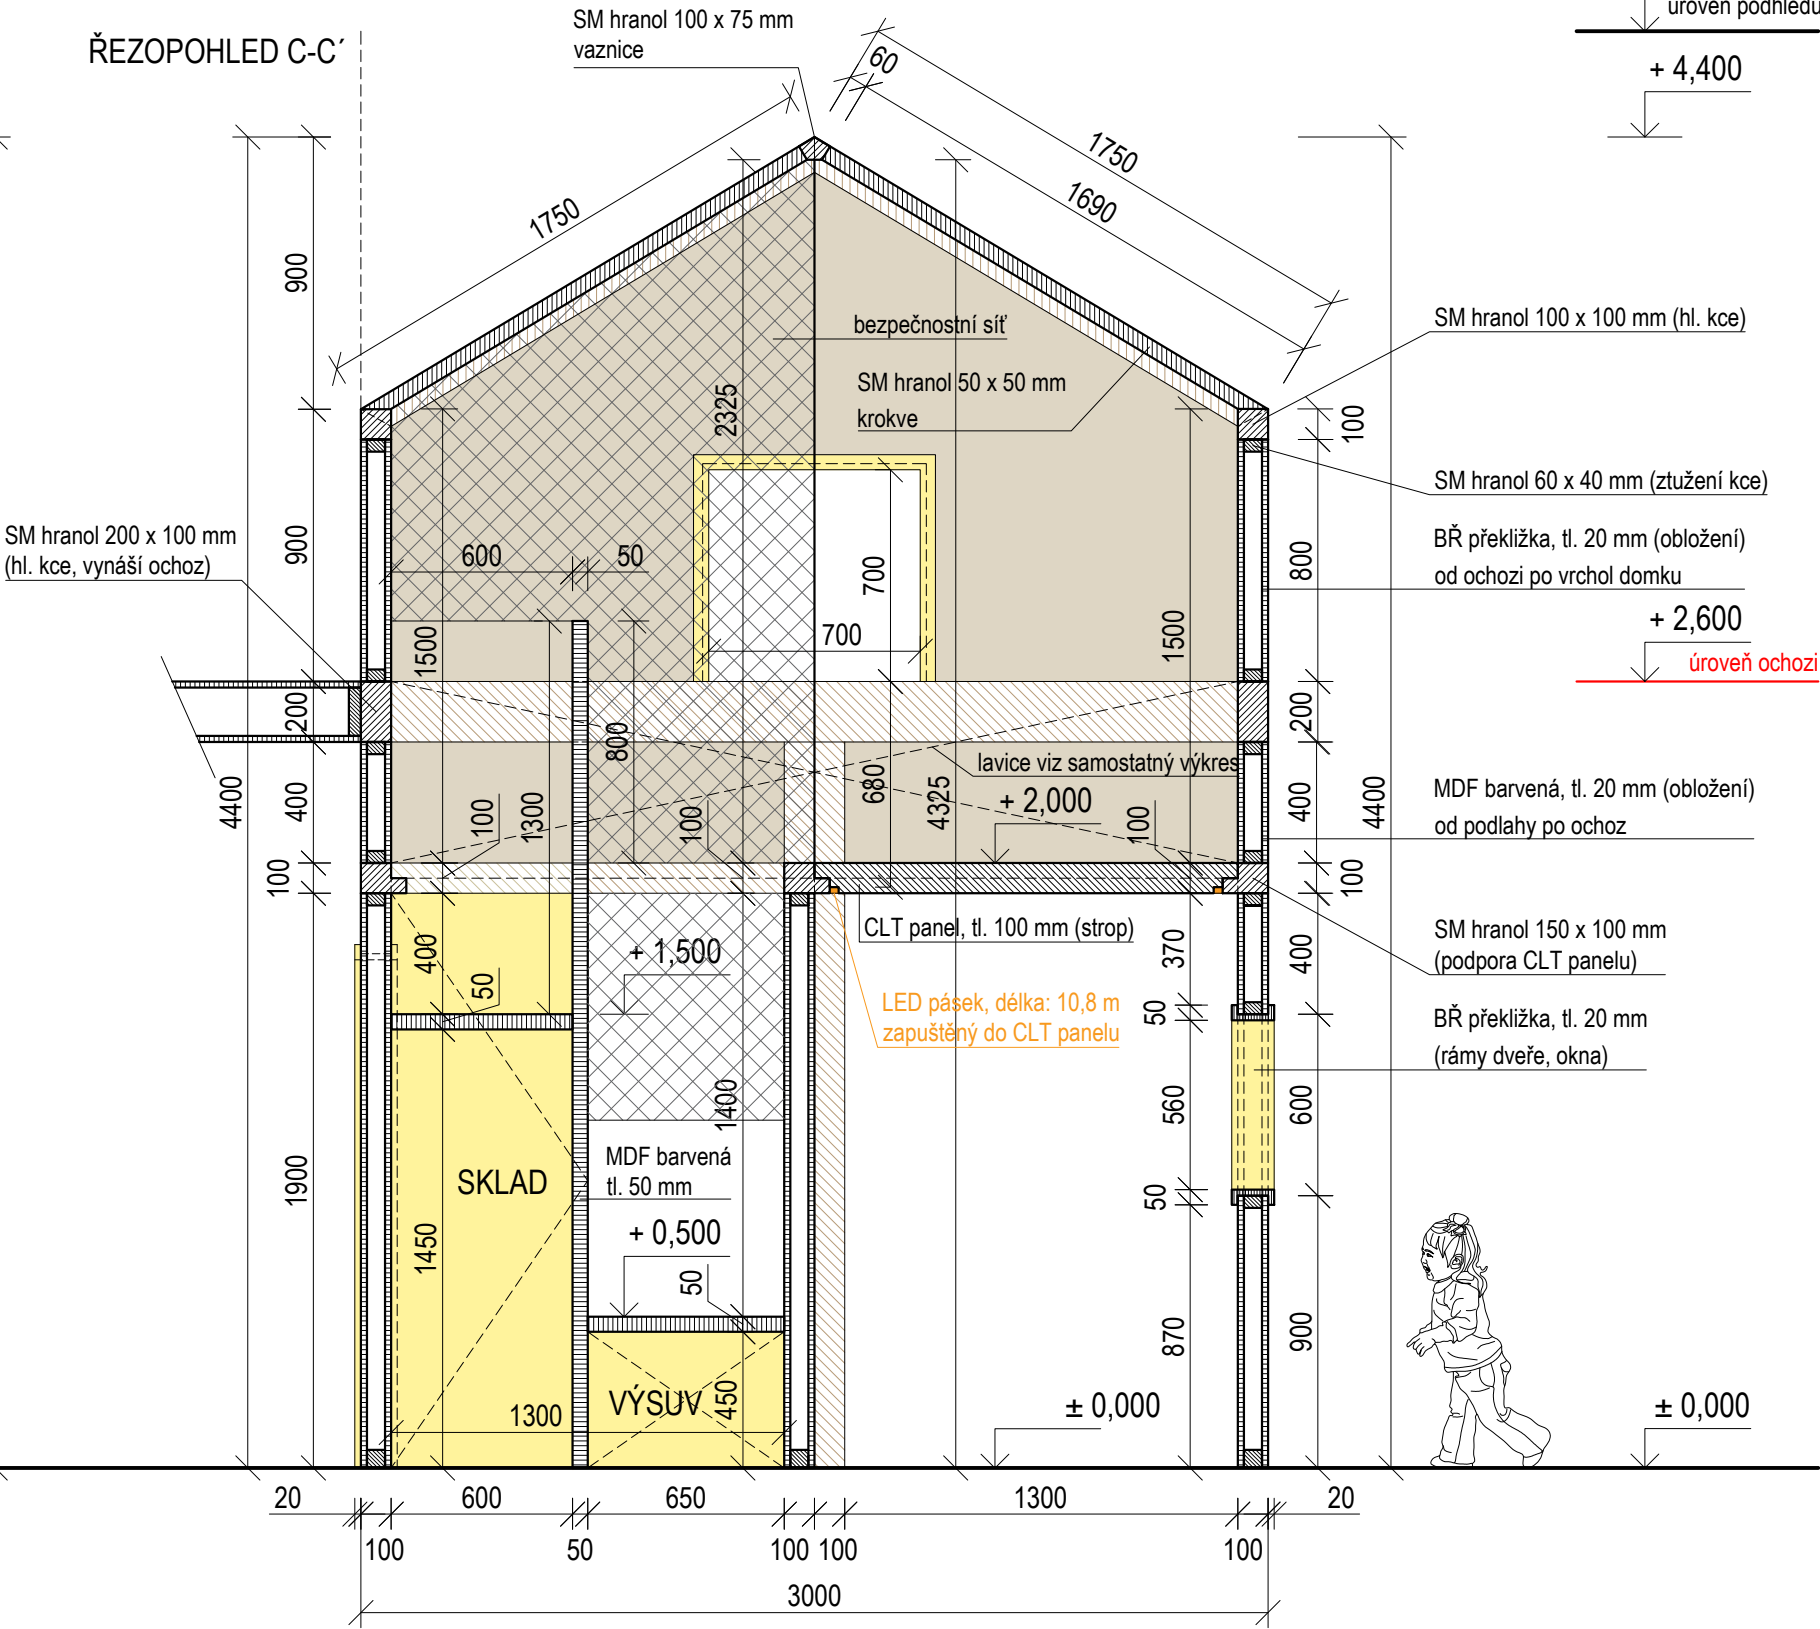 úroveň podhledu
ŘEZOPOHLED C-C´
SM hranol 100 x 75 mm
vaznice
+ 4,400
60
1750
1690
1750
900
bezpečnostní síť
SM hranol 50 x 50 mm
krokve
SM hranol 100 x 100 mm (hl. kce)
100
2325
SM hranol 60 x 40 mm (ztužení kce)
BŘ překližka, tl. 20 mm (obložení)
od ochozi po vrchol domku
SM hranol 200 x 100 mm
(hl. kce, vynáší ochoz)
900
600
50
700
800
700
1500
1500
+ 2,600
úroveň ochozi
200
800
200
lavice viz samostatný výkres
680
4325
+ 2,000
4400
400
100
1300
100
100
400
4400
MDF barvená, tl. 20 mm (obložení)
od podlahy po ochoz
100
100
CLT panel, tl. 100 mm (strop)
SM hranol 150 x 100 mm
(podpora CLT panelu)
400
50
+ 1,500
370
400
LED pásek, délka: 10,8 m
zapuštěný do CLT panelu
50
BŘ překližka, tl. 20 mm
(rámy dveře, okna)
1400
560
600
1900
SKLAD
MDF barvená
tl. 50 mm
50
+ 0,500
1450
50
870
900
1300
VÝSUV
450
± 0,000
± 0,000
20
600
650
1300
20
100
50
100
100
100
3000